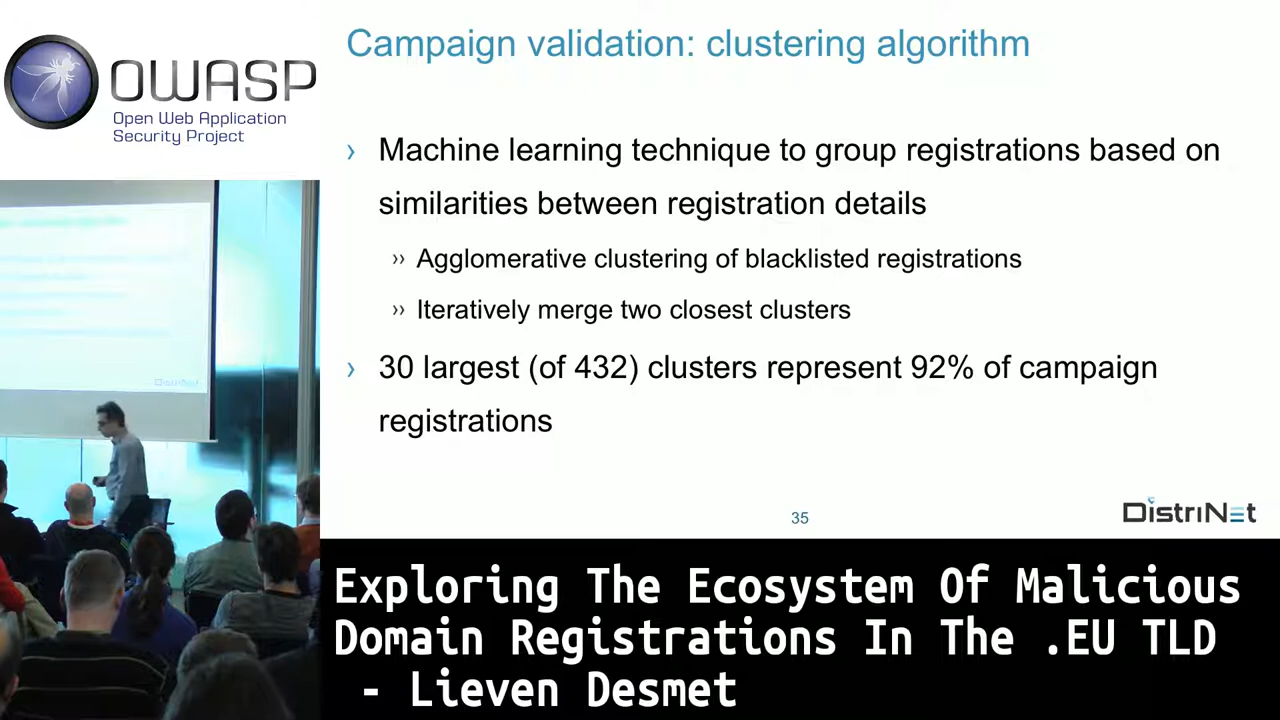 OWASP
Open Web Application
Security Project
Campaign validation: clustering algorithm
› Machine learning technique to group registrations based on
similarities between registration details
›› Agglomerative clustering of blacklisted registrations
›› Iteratively merge two closest clusters
› 30 largest (of 432) clusters represent 92% of campaign
registrations
35
DistriNet
DistriNet
Exploring The Ecosystem Of Malicious
Domain Registrations In The .EU TLD
- Lieven Desmet